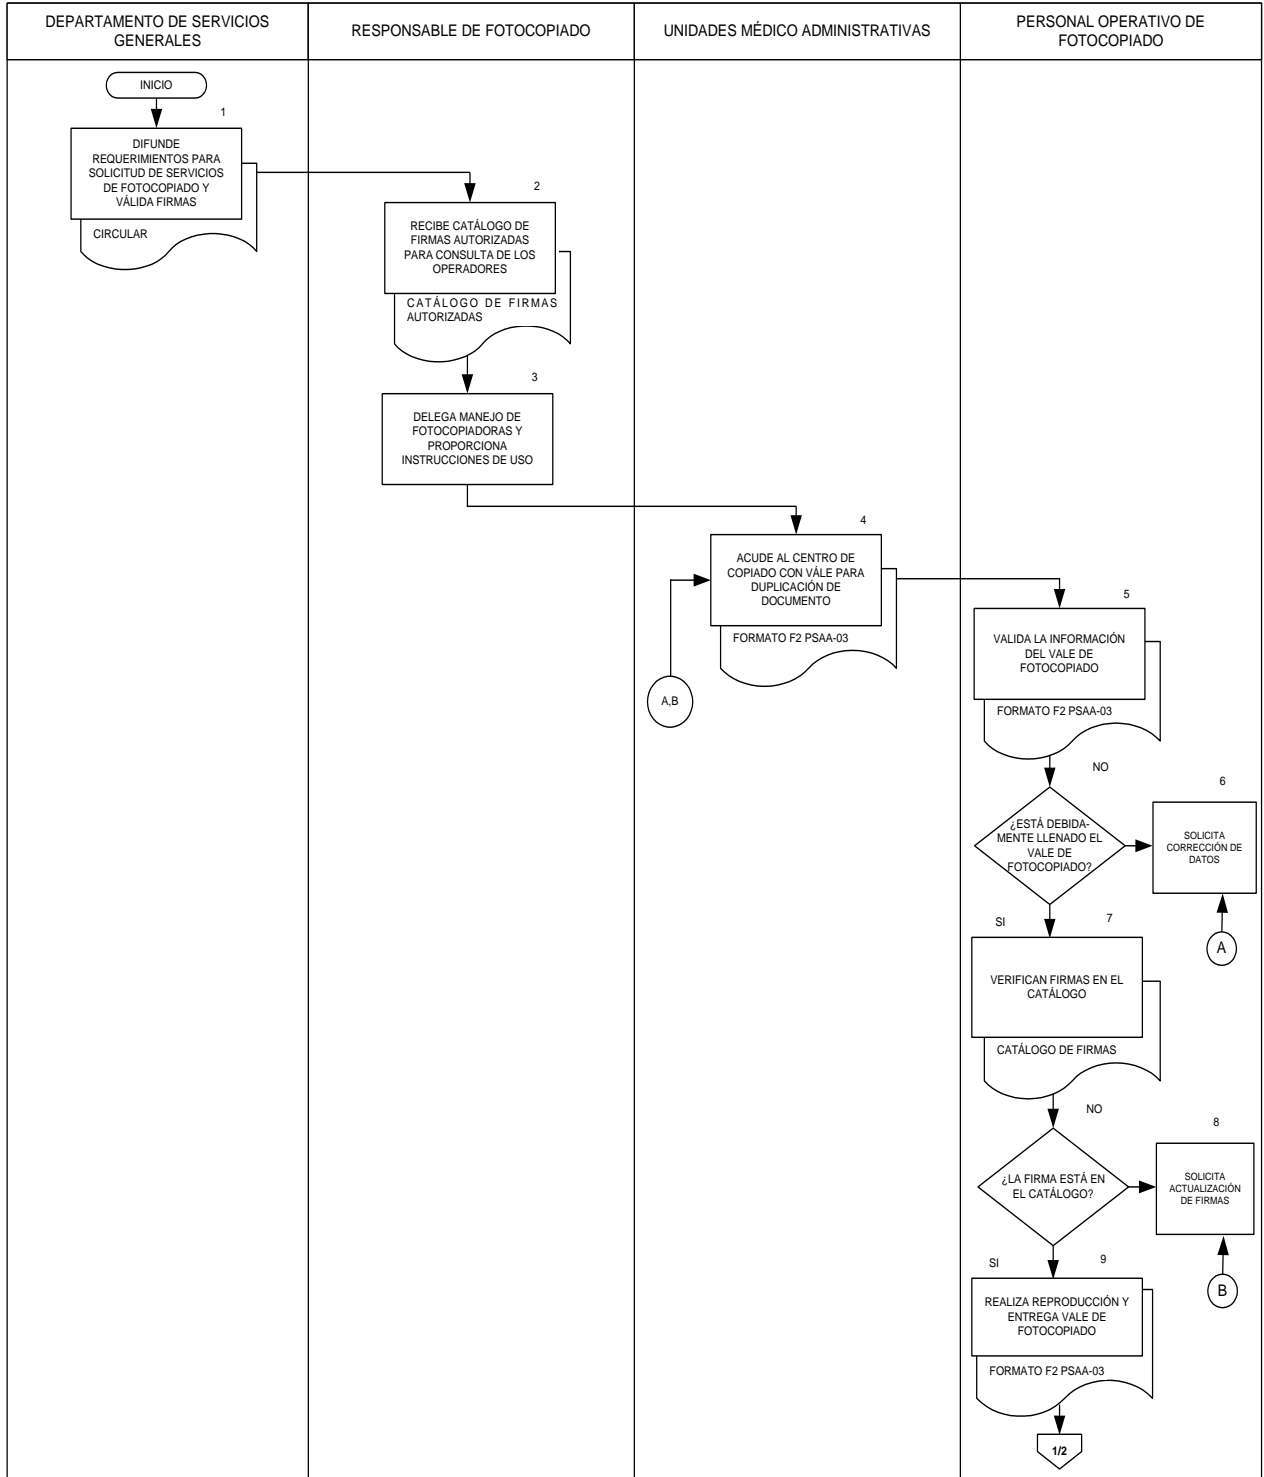 DEPARTAMENTO DE SERVICIOS
GENERALES
RESPONSABLE DE FOTOCOPIADO
UNIDADES MÉDICO ADMINISTRATIVAS
PERSONAL OPERATIVO DE
FOTOCOPIADO
INICIO
1
DIFUNDE
REQUERIMIENTOS PARA
SOLICITUD DE SERVICIOS
DE FOTOCOPIADO Y
VÁLIDA FIRMAS
CIRCULAR
2
RECIBE CATÁLOGO DE
FIRMAS AUTORIZADAS
PARA CONSULTA DE LOS
OPERADORES
CATÁLOGO DE FIRMAS
AUTORIZADAS
3
DELEGA MANEJO DE
FOTOCOPIADORAS Y
PROPORCIONA
INSTRUCCIONES DE USO
4
ACUDE AL CENTRO DE
COPIADO CON VÁLE PARA
DUPLICACIÓN DE
DOCUMENTO
FORMATO F2 PSAA-03
A,B
5
VALIDA LA INFORMACIÓN
DEL VALE DE
FOTOCOPIADO
FORMATO F2 PSAA-03
NO
6
¿ESTÁ DEBIDA-
MENTE LLENADO EL
VALE DE
FOTOCOPIADO?
SOLICITA
CORRECCIÓN DE
DATOS
A
SI
7
VERIFICAN FIRMAS EN EL
CATÁLOGO
CATÁLOGO DE FIRMAS
NO
8
¿LA FIRMA ESTÁ EN
EL CATÁLOGO?
SOLICITA
ACTUALIZACIÓN
DE FIRMAS
B
SI
9
REALIZA REPRODUCCIÓN Y
ENTREGA VALE DE
FOTOCOPIADO
FORMATO F2 PSAA-03
1/2